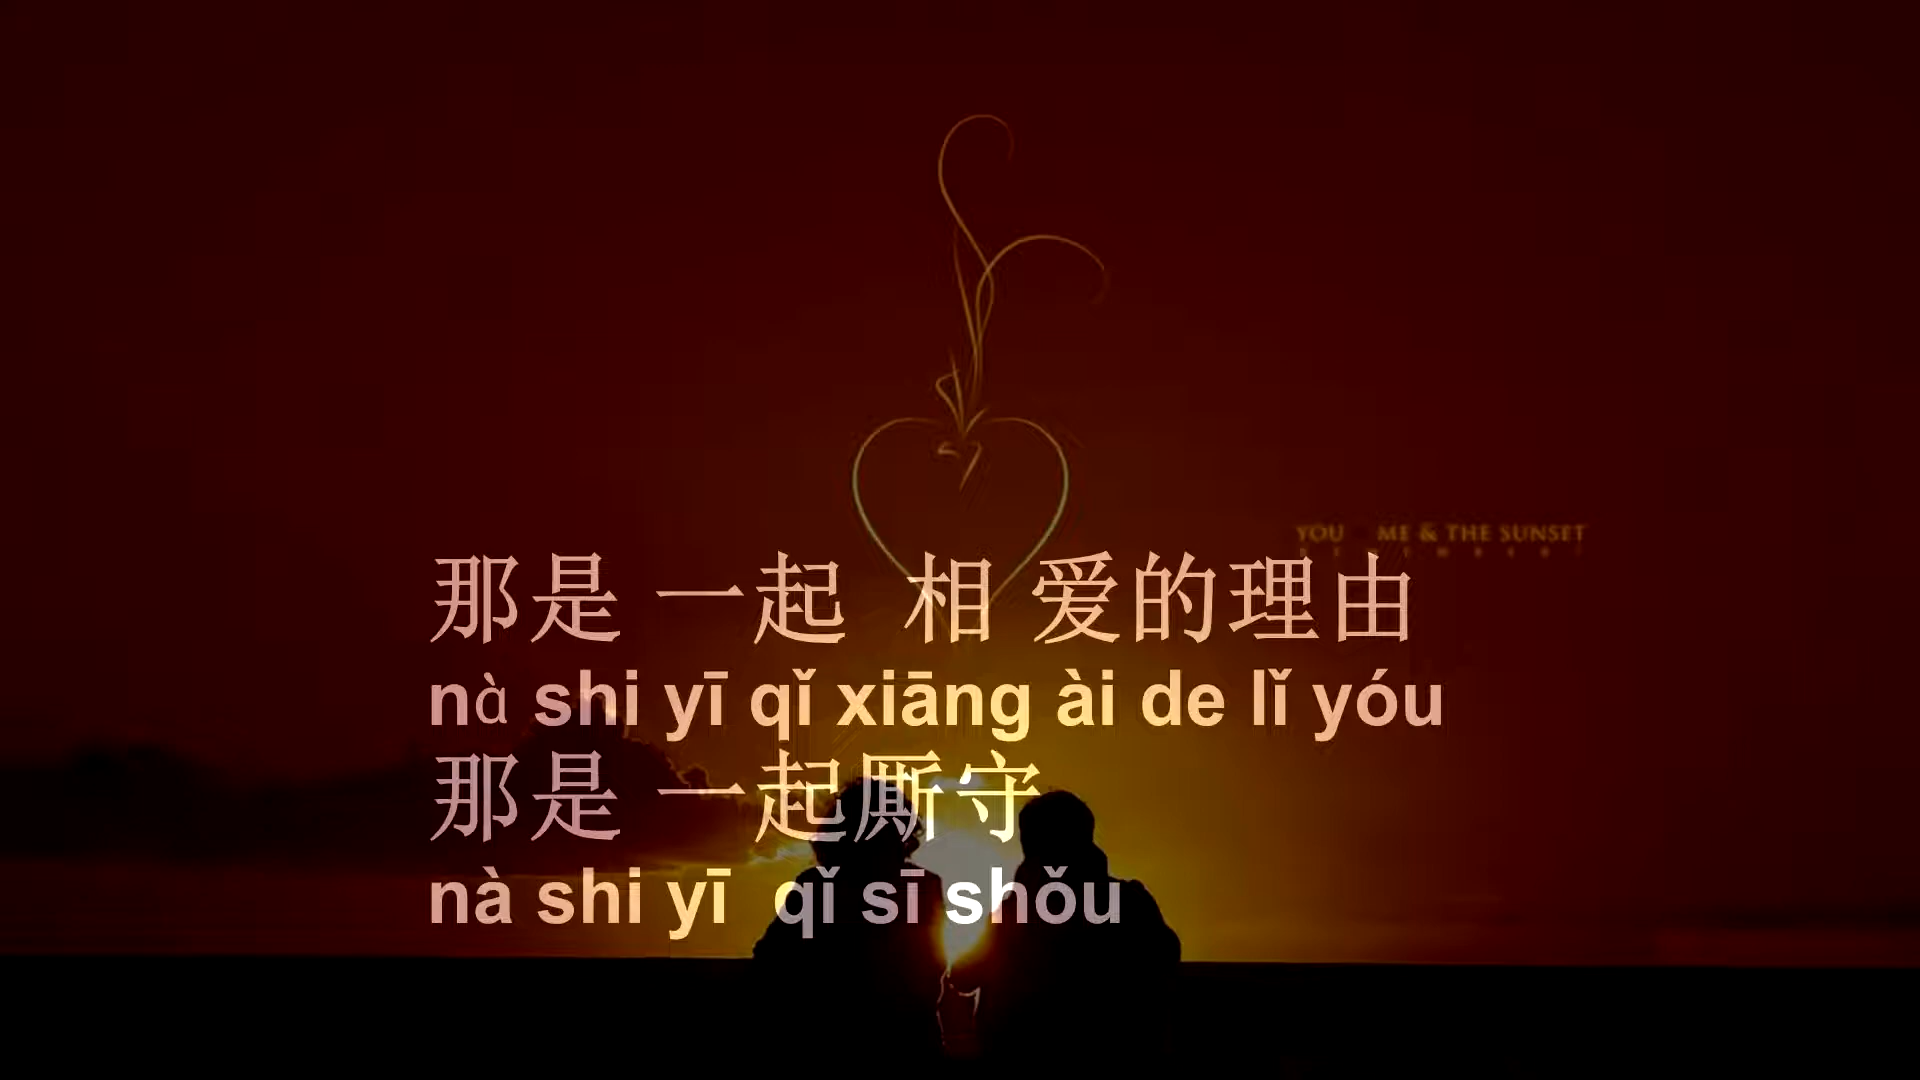 YOU ME & THE SUNSET
那是 一起 相 爱的理由
nà shi yī qǐ xiāng ài de lǐ yóu
那是 一起厮守
nà shi yī qǐ sī shǒu